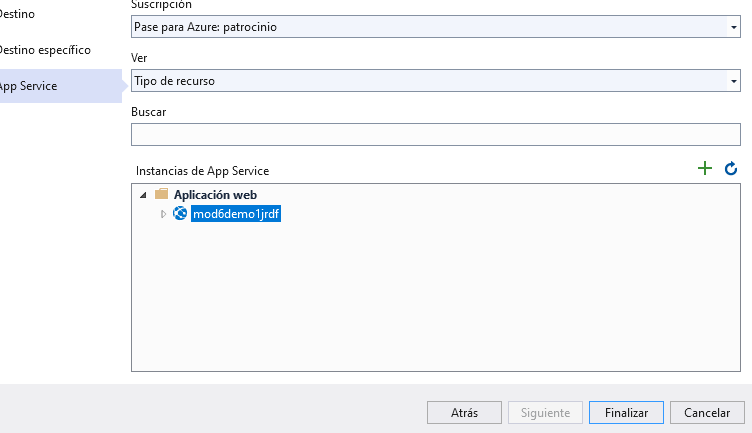 Suscripción
Destino
Pase para Azure: patrocinio
Destino específico
Ver
App Service
Tipo de recurso
Buscar
Instancias de App Service
Aplicación web
mod6demo1jrdf
Atrás
Siguiente
Finalizar
Cancelar